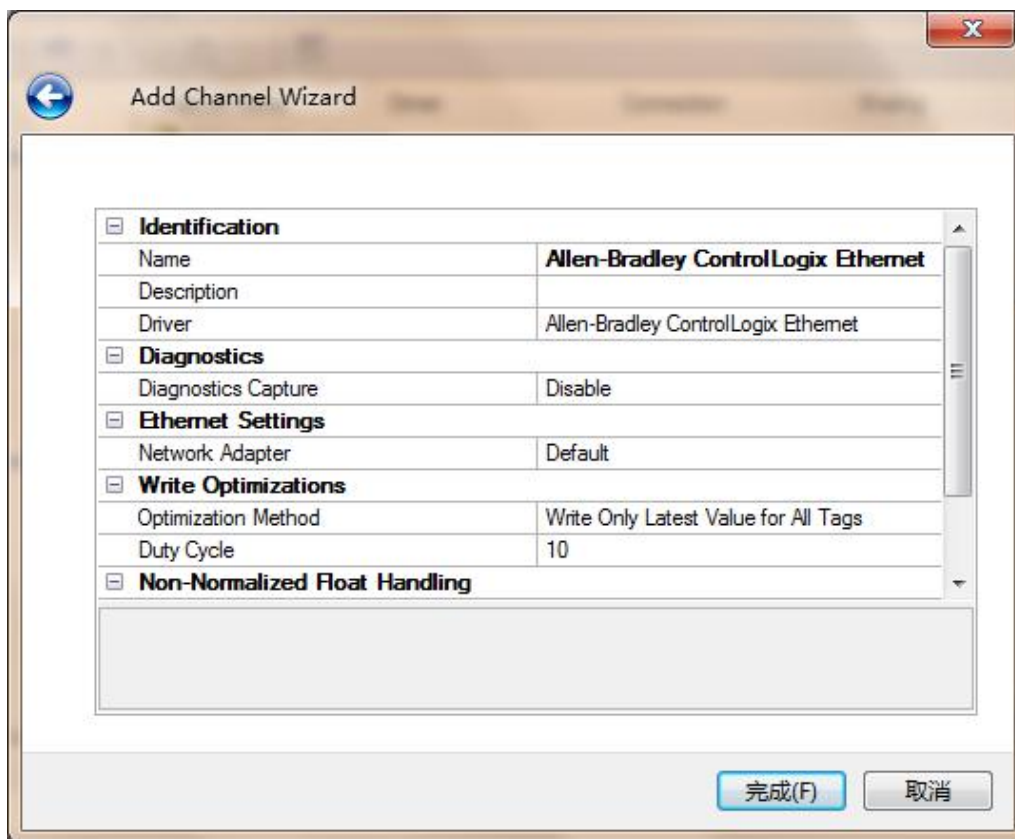 Add Channel Wizard
Identification
Name Allen-Bradley ControlLogix Ethernet
Description
Driver Allen-Bradley ControlLogix Ethernet
Diagnostics
Diagnostics Capture Disable
Ethernet Settings
Network Adapter Default
Write Optimizations
Optimization Method Write Only Latest Value for All Tags
Duty Cycle 10
Non-Normalized Float Handling
完成(F) 取消